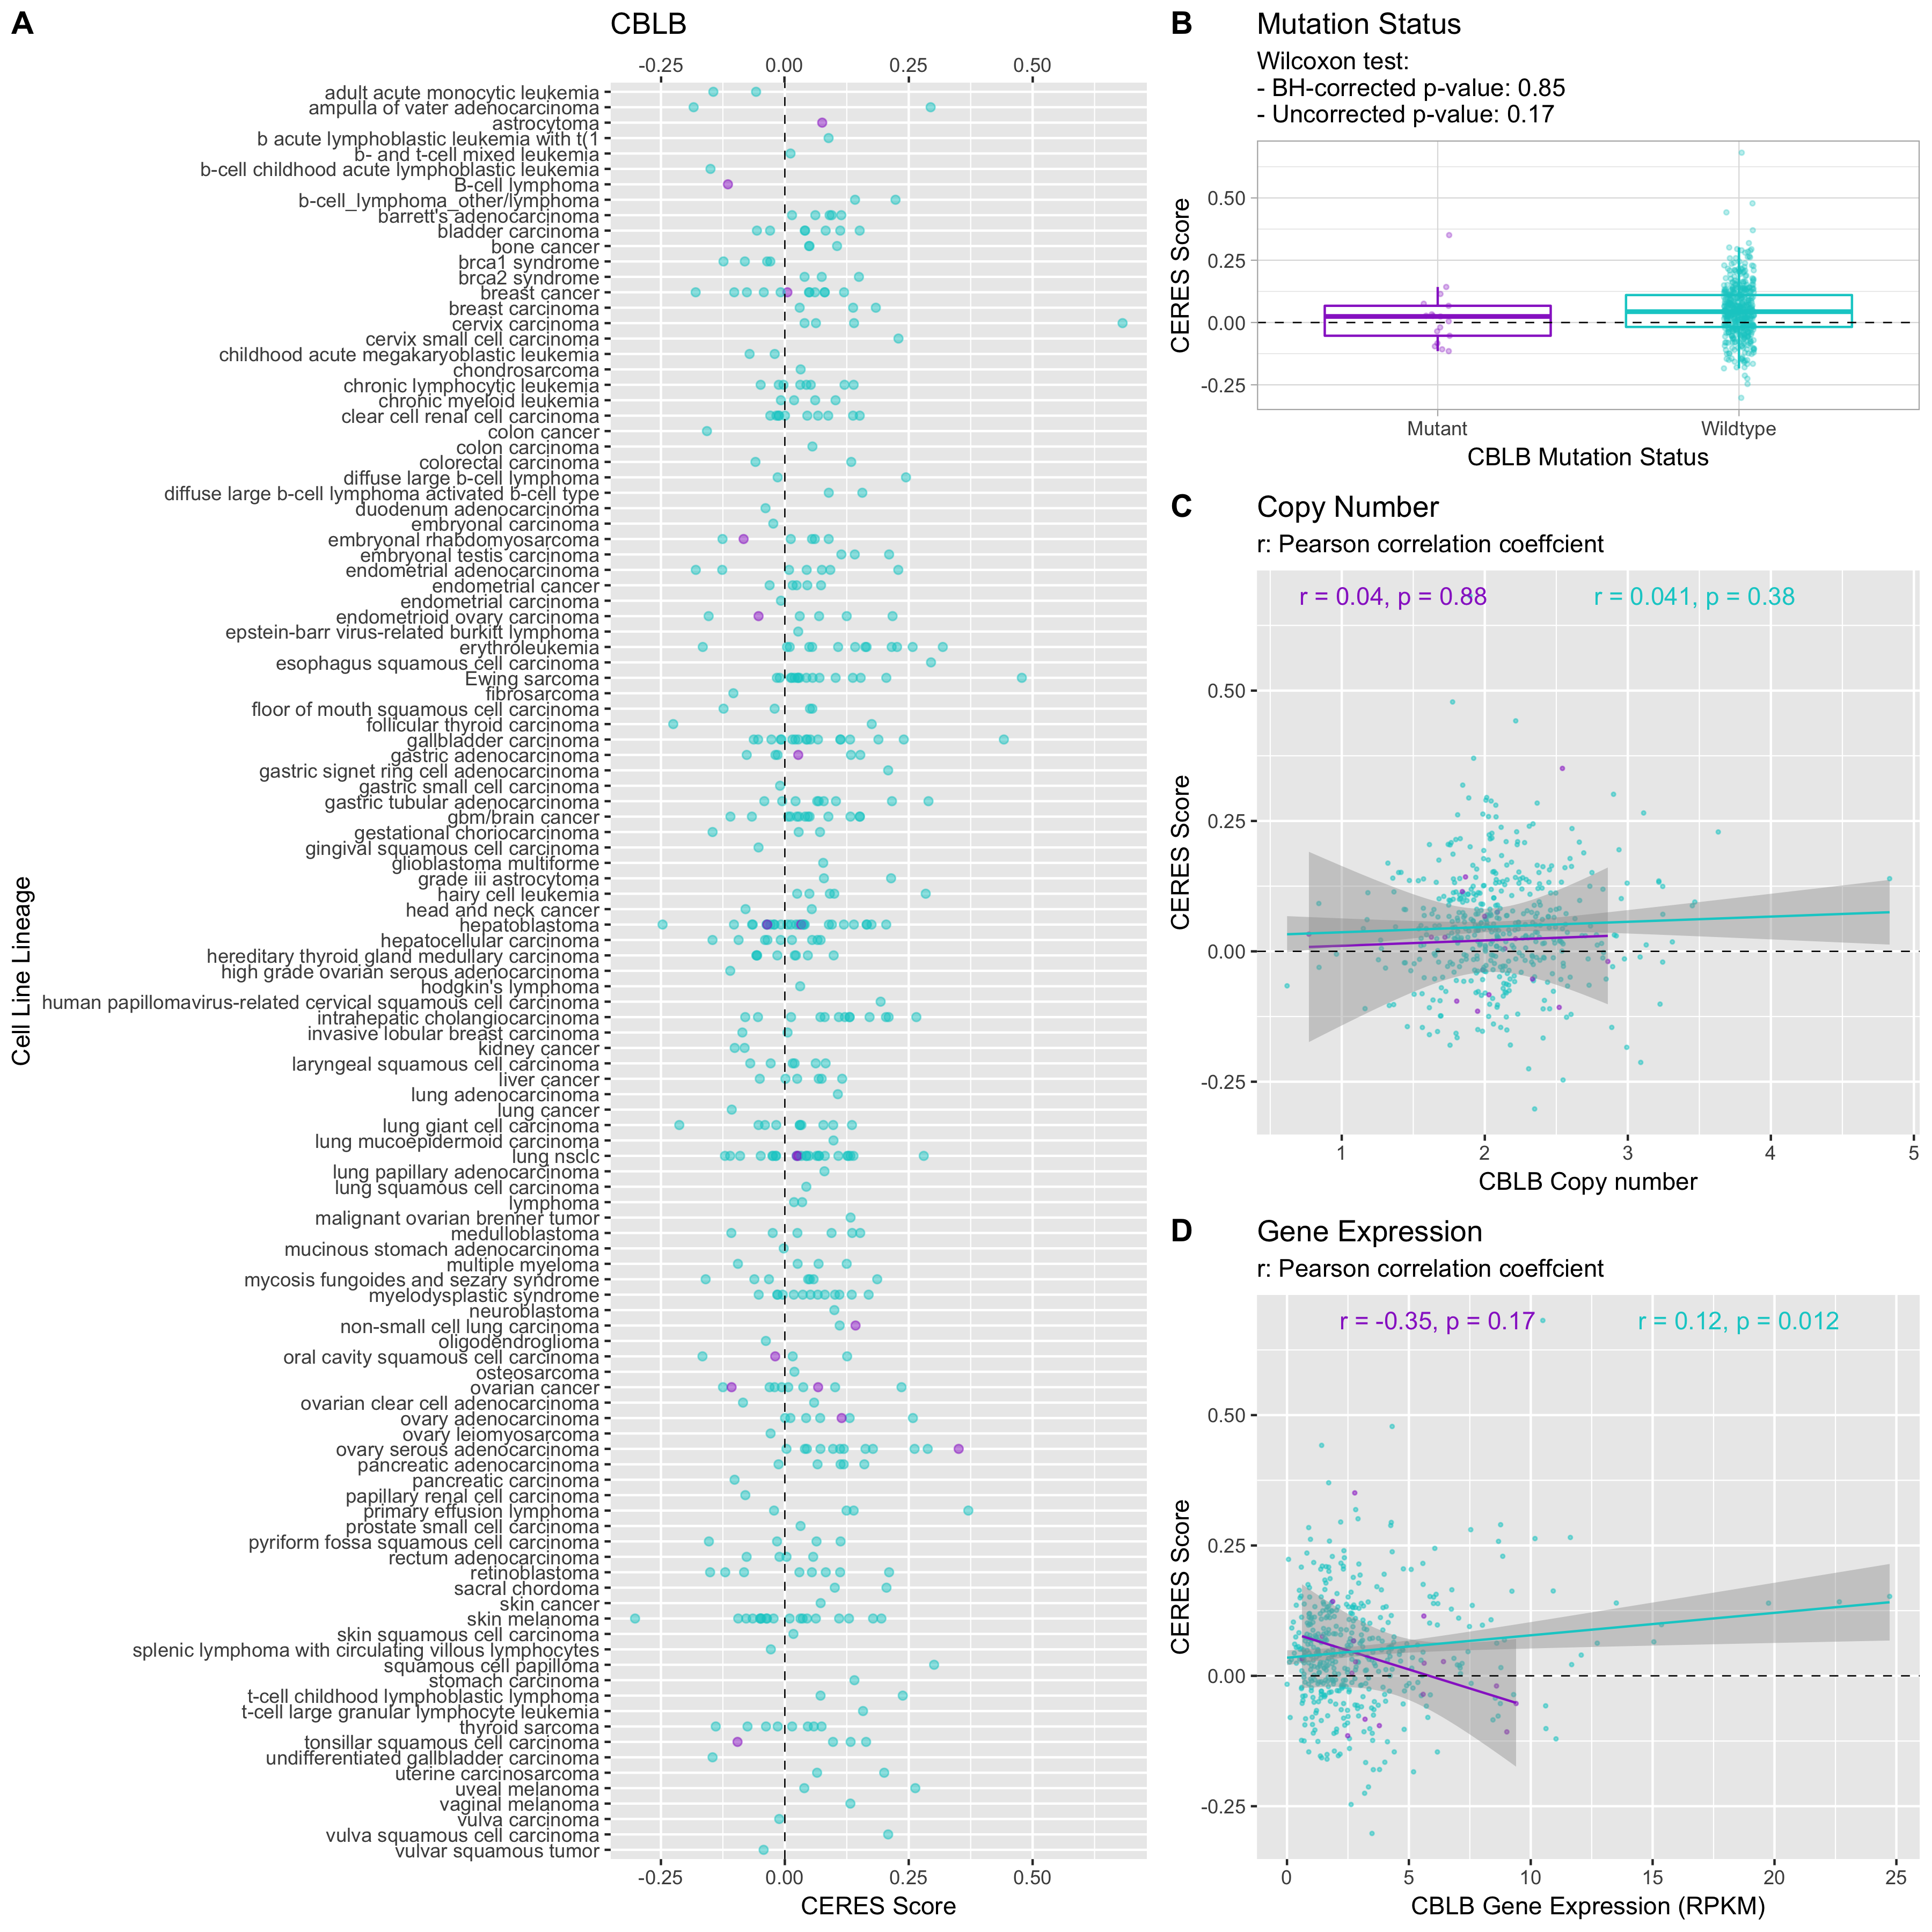 A
CBLB
-0.25 0.00 0.25 0.50
Cell Line Lineage
adult acute monocytic leukemia
ampulla of vater adenocarcinoma
astrocytoma
b acute lymphoblastic leukemia with t(1
b- and t-cell mixed leukemia
b-cell childhood acute lymphoblastic leukemia
B-cell lymphoma
b-cell_lymphoma_other/lymphoma
barrett's adenocarcinoma
bladder carcinoma
bone cancer
brca1 syndrome
brca2 syndrome
breast cancer
breast carcinoma
cervix carcinoma
cervix small cell carcinoma
childhood acute megakaryoblastic leukemia
chondrosarcoma
chronic lymphocytic leukemia
chronic myeloid leukemia
clear cell renal cell carcinoma
colon cancer
colon carcinoma
colorectal carcinoma
diffuse large b-cell lymphoma
diffuse large b-cell lymphoma activated b-cell type
duodenum adenocarcinoma
embryonal carcinoma
embryonal rhabdomyosarcoma
embryonal testis carcinoma
endometrial adenocarcinoma
endometrial cancer
endometrial carcinoma
endometrioid ovary carcinoma
epstein-barr virus-related burkitt lymphoma
erythroleukemia
esophagus squamous cell carcinoma
Ewing sarcoma
fibrosarcoma
floor of mouth squamous cell carcinoma
follicular thyroid carcinoma
gallbladder carcinoma
gastric adenocarcinoma
gastric signet ring cell adenocarcinoma
gastric small cell carcinoma
gastric tubular adenocarcinoma
gbm/brain cancer
gestational choriocarcinoma
gingival squamous cell carcinoma
glioblastoma multiforme
grade iii astrocytoma
hairy cell leukemia
head and neck cancer
hepatoblastoma
hepatocellular carcinoma
hereditary thyroid gland medullary carcinoma
high grade ovarian serous adenocarcinoma
hodgkin's lymphoma
human papillomavirus-related cervical squamous cell carcinoma
intrahepatic cholangiocarcinoma
invasive lobular breast carcinoma
kidney cancer
laryngeal squamous cell carcinoma
liver cancer
lung adenocarcinoma
lung cancer
lung giant cell carcinoma
lung mucoepidermoid carcinoma
lung nsclc
lung papillary adenocarcinoma
lung squamous cell carcinoma
lymphoma
malignant ovarian brenner tumor
medulloblastoma
mucinous stomach adenocarcinoma
multiple myeloma
mycosis fungoides and sezary syndrome
myelodysplastic syndrome
neuroblastoma
non-small cell lung carcinoma
oligodendroglioma
oral cavity squamous cell carcinoma
osteosarcoma
ovarian cancer
ovarian clear cell adenocarcinoma
ovary adenocarcinoma
ovary leiomyosarcoma
ovary serous adenocarcinoma
pancreatic adenocarcinoma
pancreatic carcinoma
papillary renal cell carcinoma
primary effusion lymphoma
prostate small cell carcinoma
pyriform fossa squamous cell carcinoma
rectum adenocarcinoma
retinoblastoma
sacral chordoma
skin cancer
skin melanoma
skin squamous cell carcinoma
splenic lymphoma with circulating villous lymphocytes
squamous cell papilloma
stomach carcinoma
t-cell childhood lymphoblastic lymphoma
t-cell large granular lymphocyte leukemia
thyroid sarcoma
tonsillar squamous cell carcinoma
undifferentiated gallbladder carcinoma
uterine carcinosarcoma
uveal melanoma
vaginal melanoma
vulva carcinoma
vulva squamous cell carcinoma
vulvar squamous tumor
-0.25 0.00 0.25 0.50
CERES Score
B
Mutation Status
Wilcoxon test:
- BH-corrected p-value: 0.85
- Uncorrected p-value: 0.17
CERES Score
0.50
0.25
0.00
-0.25
Mutant Wildtype
CBLB Mutation Status
C
Copy Number
r: Pearson correlation coeffcient
r = 0.04, p = 0.88 r = 0.041, p = 0.38
CERES Score
0.50
0.25
0.00
-0.25
1 2 3 4 5
CBLB Copy number
D
Gene Expression
r: Pearson correlation coeffcient
r = -0.35, p = 0.17 r = 0.12, p = 0.012
CERES Score
0.50
0.25
0.00
-0.25
0 5 10 15 20 25
CBLB Gene Expression (RPKM)